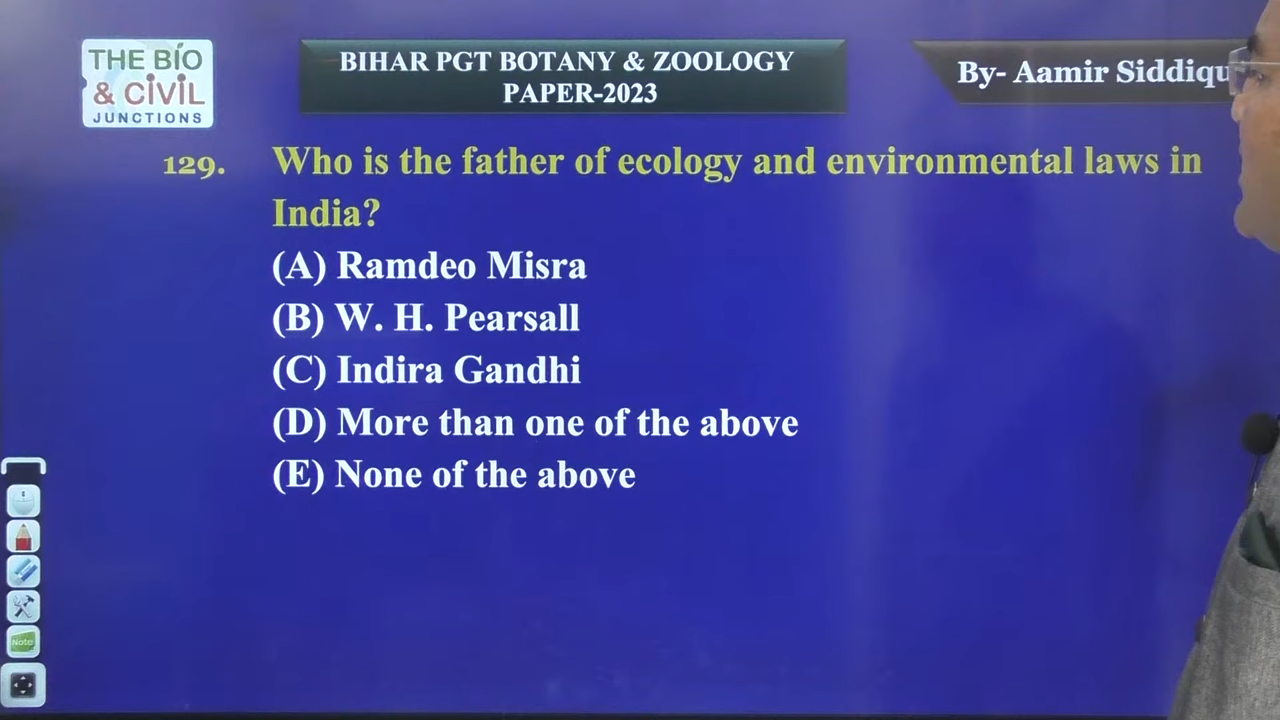 THE BIO
& CIVIL
JUNCTIONS
BIHAR PGT BOTANY & ZOOLOGY
PAPER-2023
By- Aamir Siddiqu
129. Who is the father of ecology and environmental laws in
India?
(A) Ramdeo Misra
(B) W. H. Pearsall
(C) Indira Gandhi
(D) More than one of the above
(E) None of the above
Note